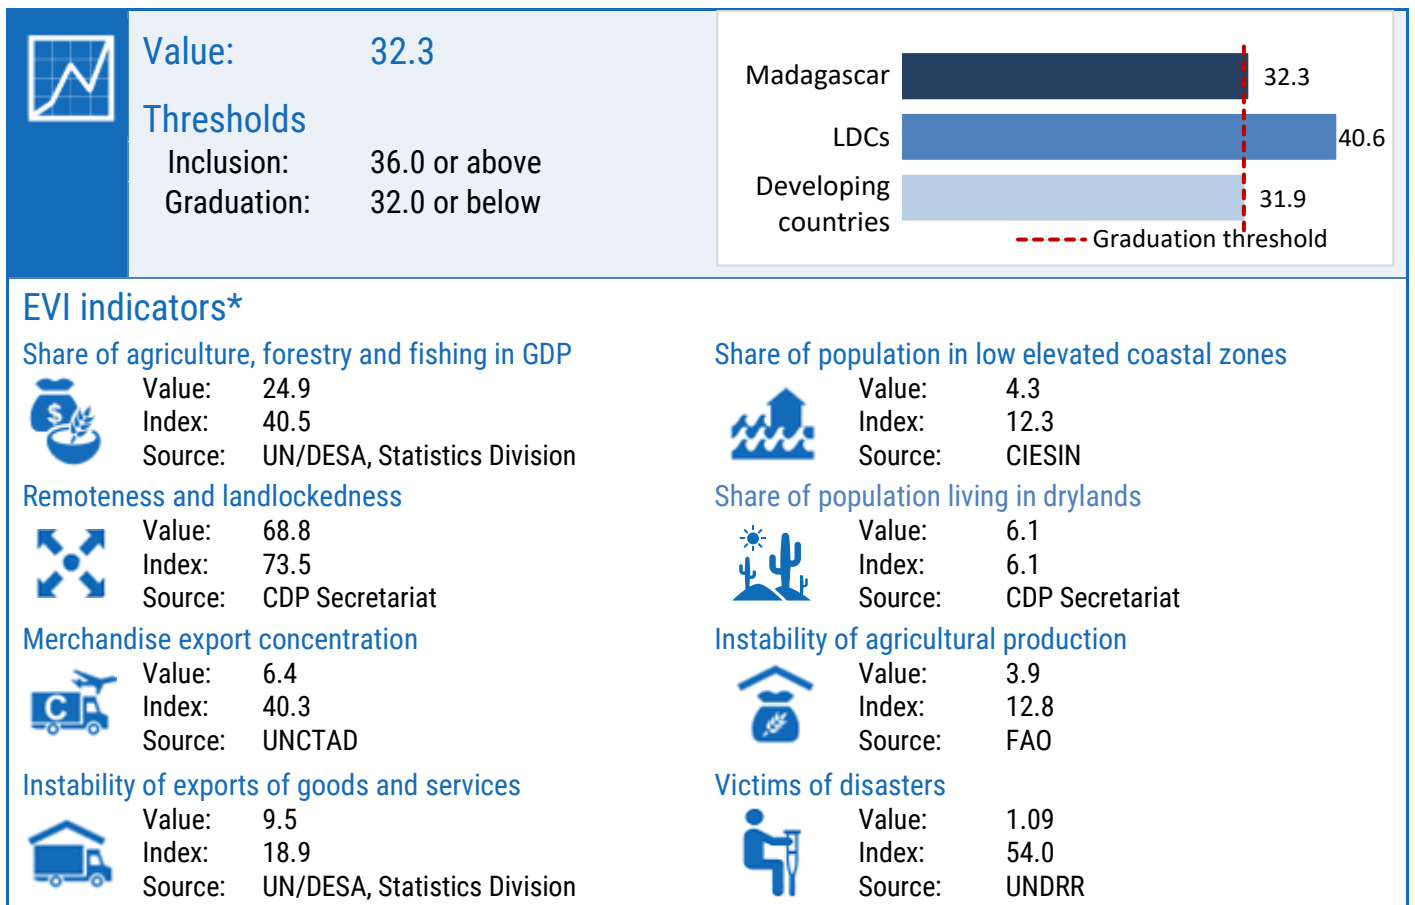 Value: 32.3
Thresholds
Inclusion: 36.0 or above
Graduation: 32.0 or below
Madagascar 32.3
LDCs 40.6
Developing
countries 31.9
Graduation threshold
EVI indicators*
Share of agriculture, forestry and fishing in GDP
Value: 24.9
Index: 40.5
Source: UN/DESA, Statistics Division
Share of population in low elevated coastal zones
Value: 4.3
Index: 12.3
Source: CIESIN
Remoteness and landlockedness
Value: 68.8
Index: 73.5
Source: CDP Secretariat
Share of population living in drylands
Value: 6.1
Index: 6.1
Source: CDP Secretariat
Merchandise export concentration
C
Value: 6.4
Index: 40.3
Source: UNCTAD
Instability of agricultural production
Value: 3.9
Index: 12.8
Source: FAO
Instability of exports of goods and services
Value: 9.5
Index: 18.9
Source: UN/DESA, Statistics Division
Victims of disasters
Value: 1.09
Index: 54.0
Source: UNDRR